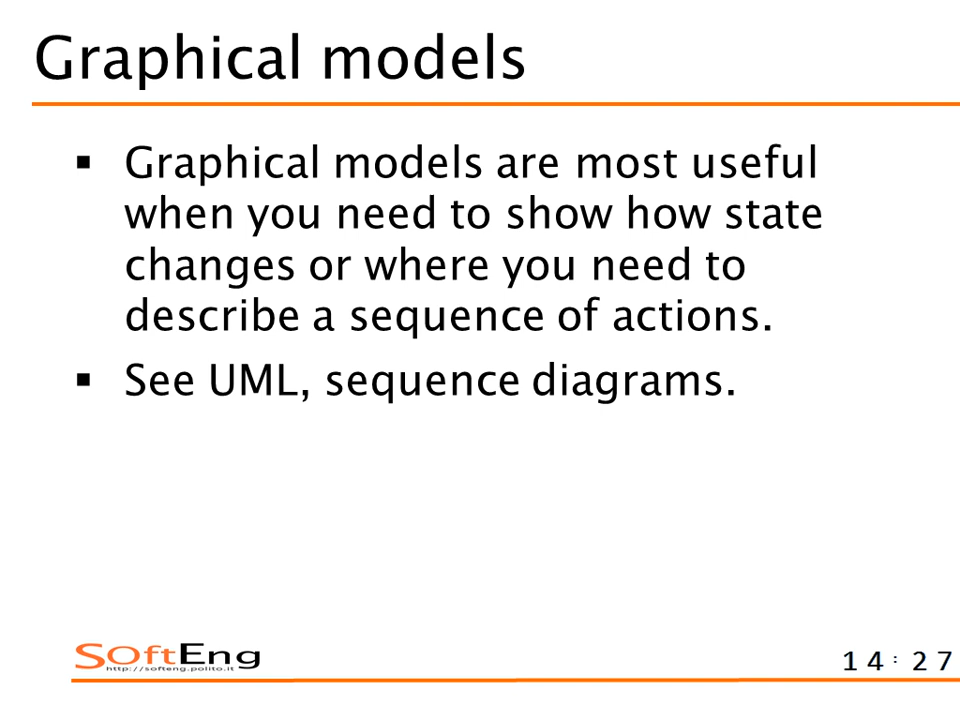 Graphical models
▪ Graphical models are most useful
when you need to show how state
changes or where you need to
describe a sequence of actions.
▪ See UML, sequence diagrams.
SOftEng
http://softeng.polito.it
14:27